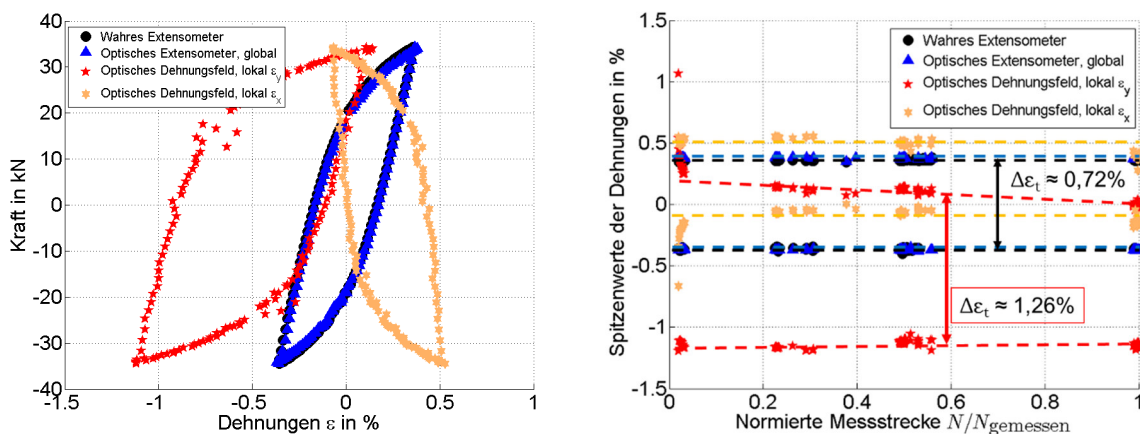 40
30
20
10
0
-10
-20
-30
-40
Kraft in kN
Wahres Extensometer
Optisches Extensometer, global
Optisches Dehnungsfeld, lokal εy
Optisches Dehnungsfeld, lokal εx
-1.5 -1 -0.5 0 0.5 1
Dehnungen ε in %
1.5
1
0.5
0
-0.5
-1
-1.5
Spitzenwerte der Dehnungen in %
Wahres Extensometer
Optisches Extensometer, global
Optisches Dehnungsfeld, lokal εy
Optisches Dehnungsfeld, lokal εx
Δεt ≈ 0,72%
Δεt ≈ 1,26%
0 0.2 0.4 0.6 0.8 1
Normierte Messstrecke N/Ngemessen